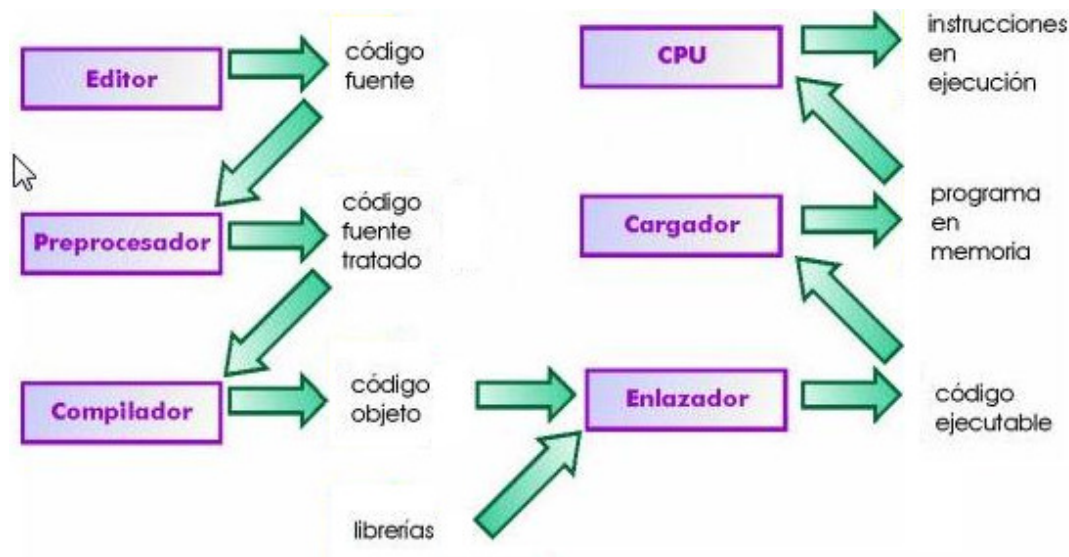 Editor
código
fuente
Preprocesador
código
fuente
tratado
Compilador
código
objeto
librerías
Enlazador
código
ejecutable
Cargador
programa
en
memoria
CPU
instrucciones
en
ejecución